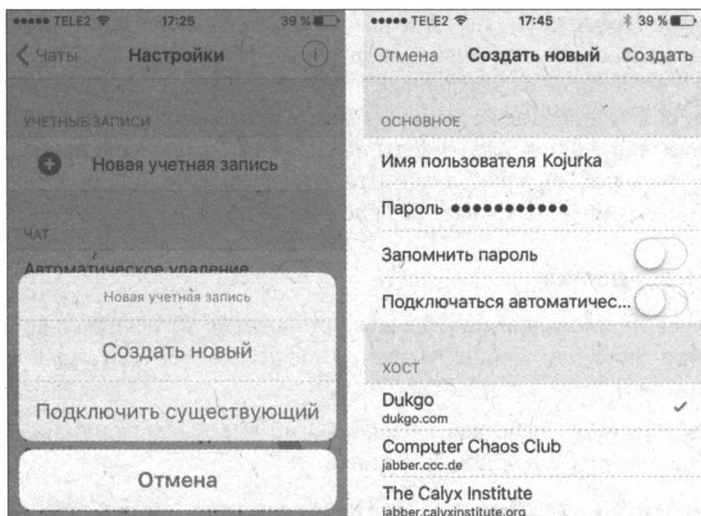 TELE2 17:25 39 %
Чаты Настройки
УЧЕТНЫЕ ЗАПИСИ
Новая учетная запись
ЧАТ
Автоматическое удаление
Новая учетная запись
Создать новый
Подключить существующий
Отмена
TELE2 17:45 39 %
Отмена Создать новый Создать
ОСНОВНОЕ
Имя пользователя Kojurka
Пароль ●●●●●●●●●●●
Запомнить пароль
Подключаться автоматичес...
ХОСТ
Dukgo
dukgo.com
Computer Chaos Club
jabber.ccc.de
The Calyx Institute
jabber.calyxinstitute.org